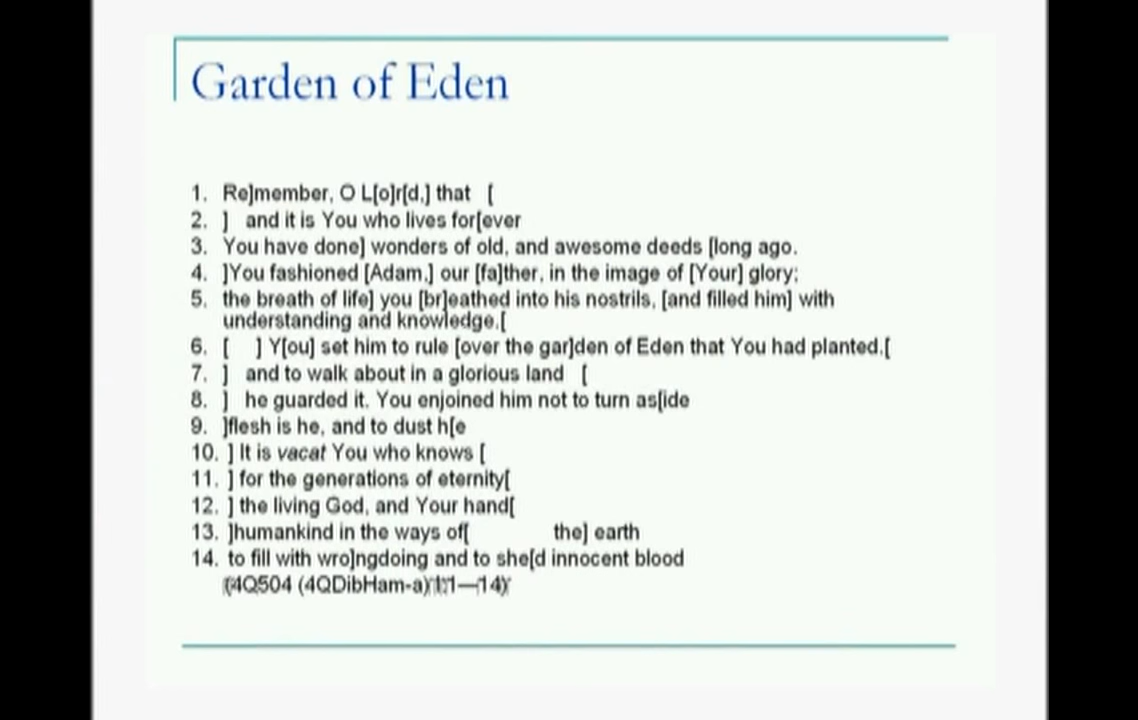 Garden of Eden
1. Re]member, O L[o]r[d,] that [
2. ] and it is You who lives for[ever
3. You have done] wonders of old, and awesome deeds [long ago.
4. ]You fashioned [Adam,] our [fa]ther, in the image of [Your] glory;
5. the breath of life] you [br]eathed into his nostrils, [and filled him] with
understanding and knowledge.[
6. [ ] Y[ou] set him to rule [over the gar]den of Eden that You had planted.[
7. ] and to walk about in a glorious land [
8. ] he guarded it. You enjoined him not to turn as[ide
9. ]flesh is he, and to dust h[e
10. ] It is vacat You who knows [
11. ] for the generations of eternity[
12. ] the living God, and Your hand[
13. ]humankind in the ways of[ the] earth
14. to fill with wro]ngdoing and to she[d innocent blood
(4Q504 (4QDibHam-a) 1:1—14)